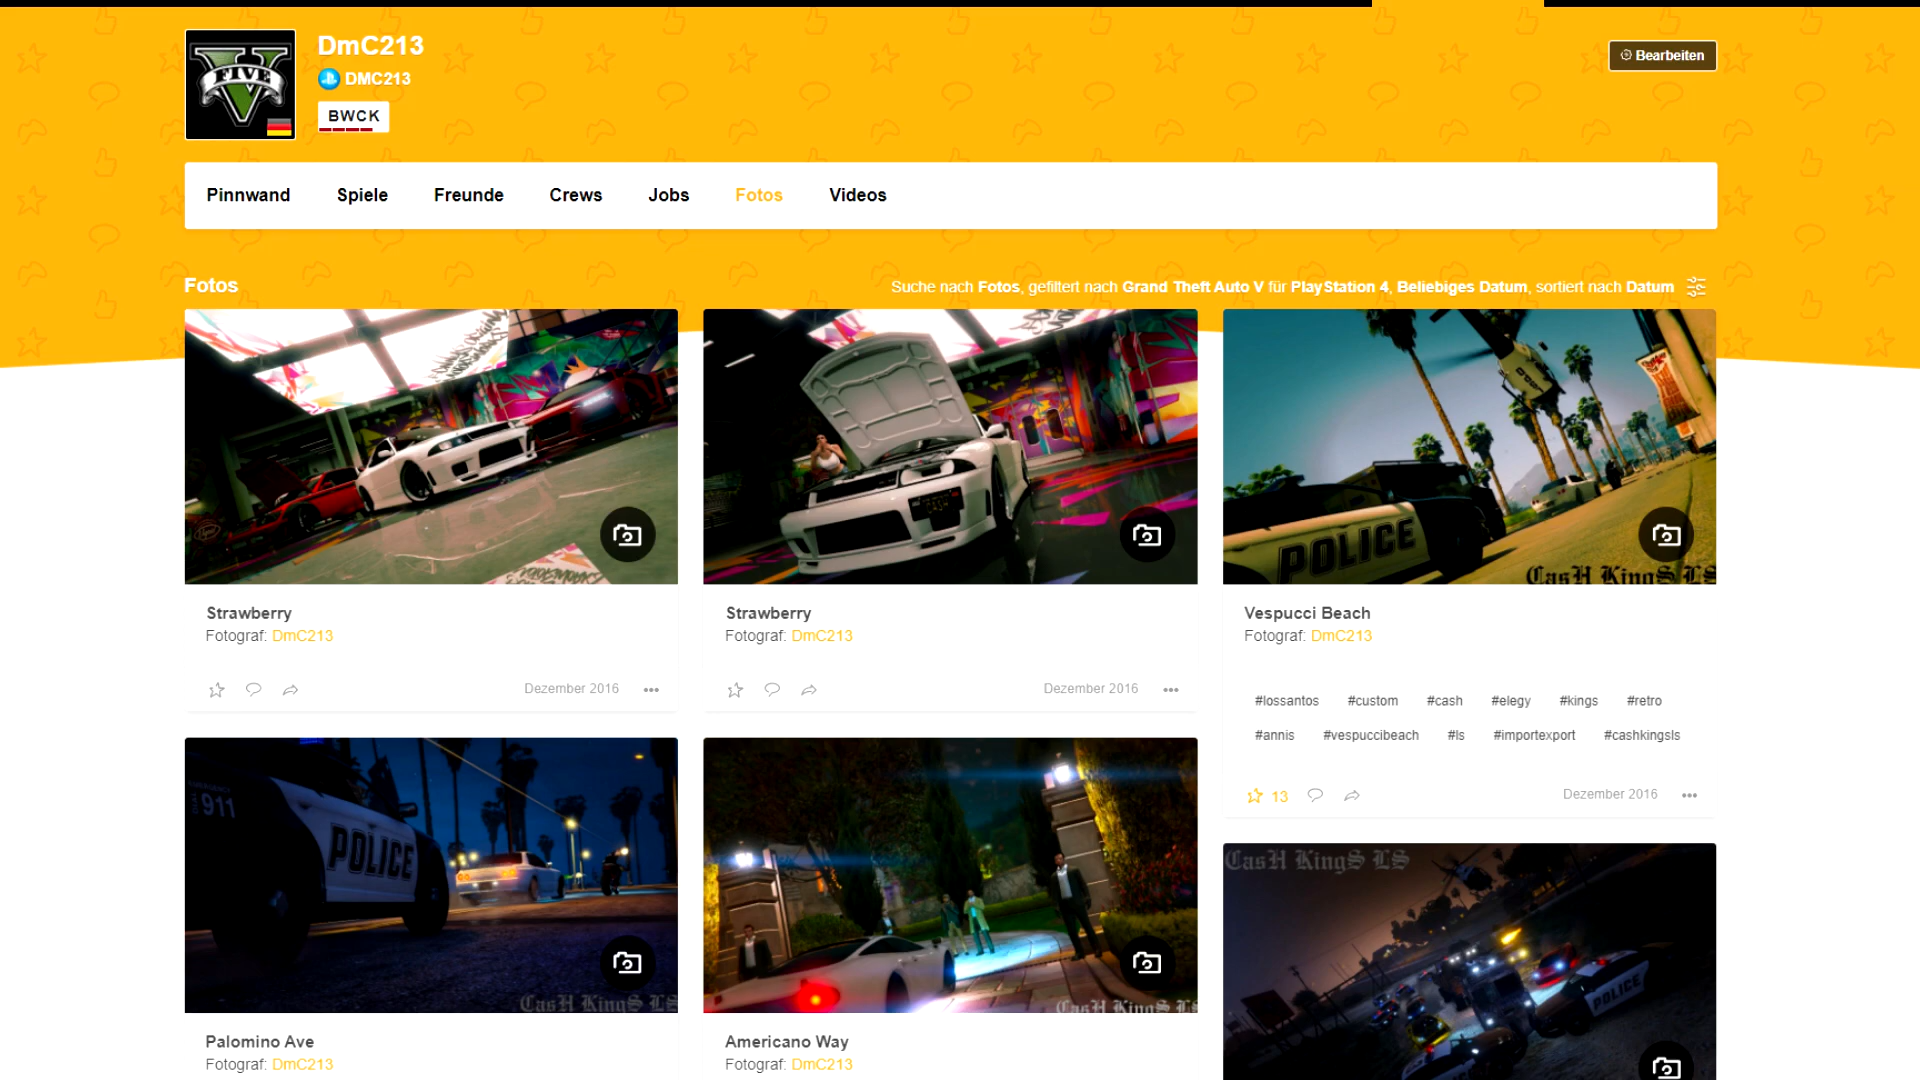 DmC213
DMC213
BWCK
Bearbeiten
FIVE
Pinnwand Spiele Freunde Crews Jobs Fotos Videos
Fotos
Suche nach Fotos, gefiltert nach Grand Theft Auto V für PlayStation 4, Beliebiges Datum, sortiert nach Datum
POLICE
CasH KingS LS
Strawberry
Fotograf: DmC213
Dezember 2016
Strawberry
Fotograf: DmC213
Dezember 2016
Vespucci Beach
Fotograf: DmC213
#lossantos #custom #cash #elegy #kings #retro
#annis #vespuccibeach #ls #importexport #cashkingsls
13
Dezember 2016
911
POLICE
CasH KingS LS
Palomino Ave
Fotograf: DmC213
CasH KingS LS
Americano Way
Fotograf: DmC213
CasH KingS LS
POLICE